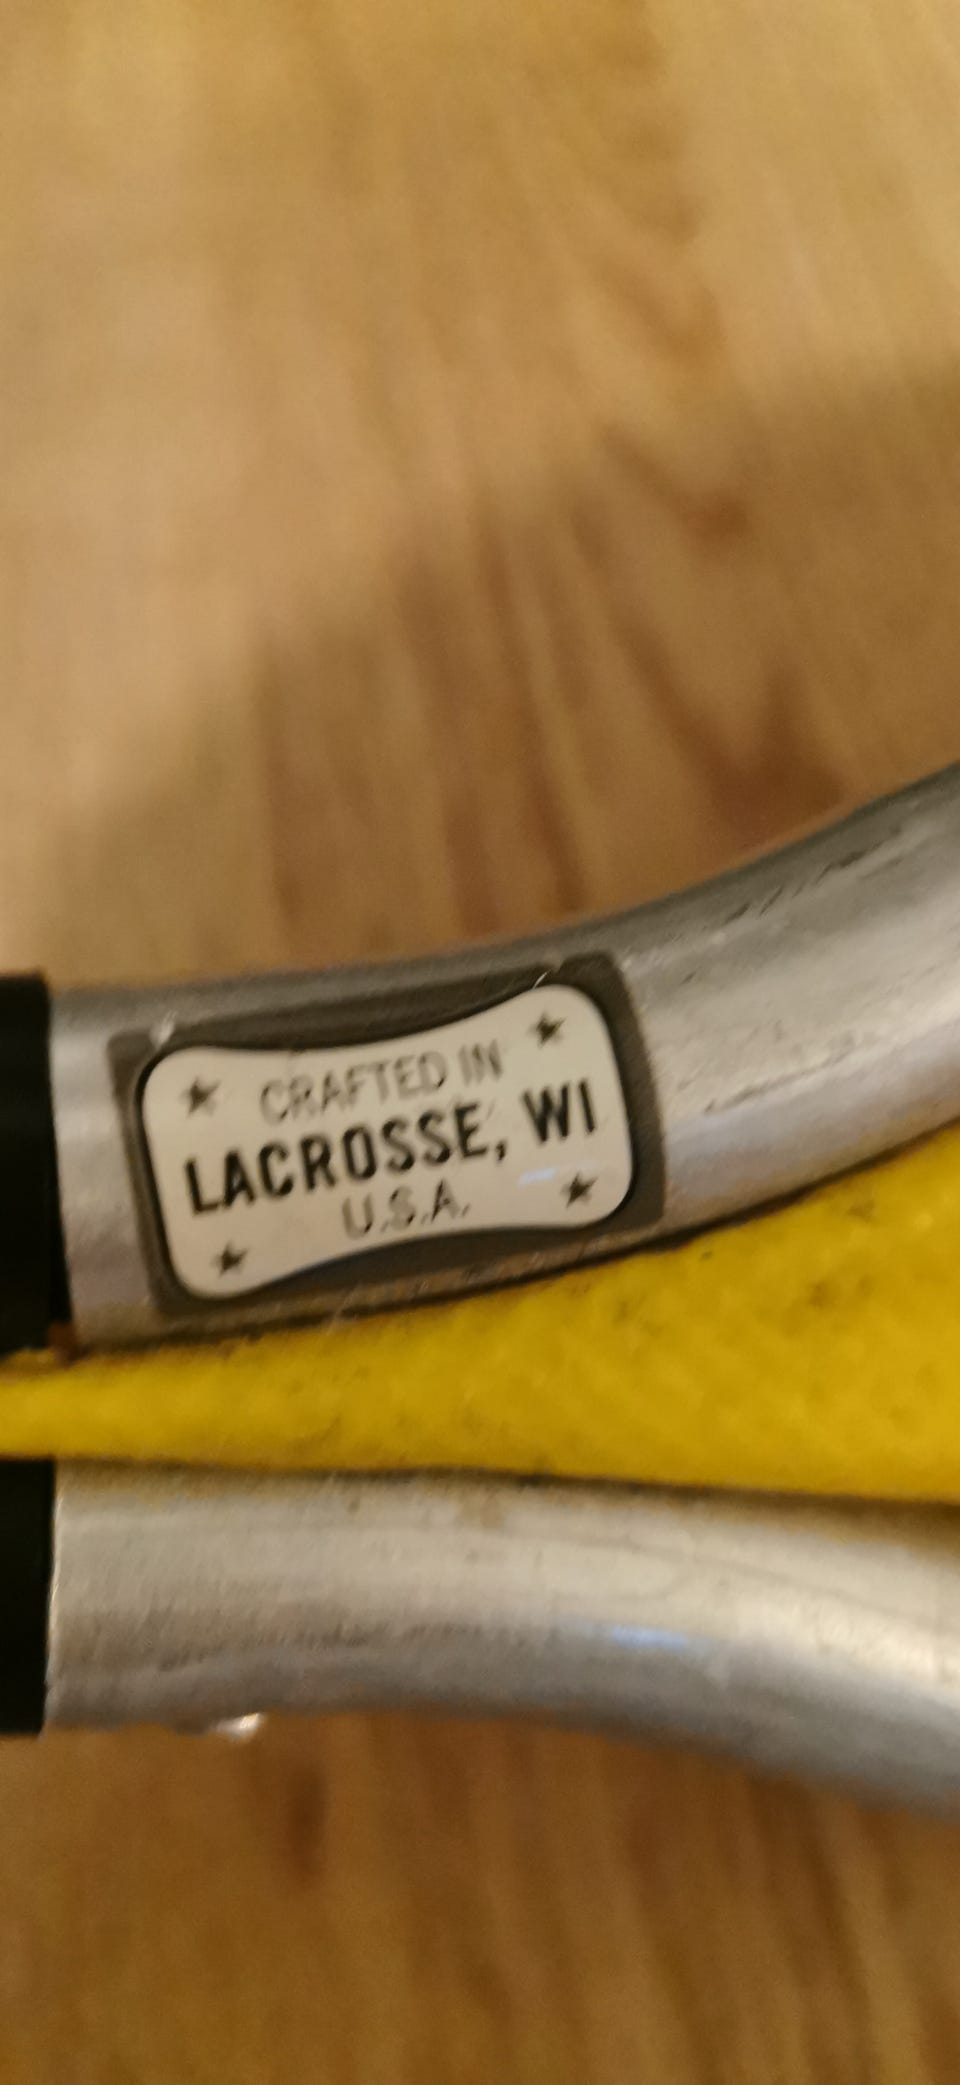 CRAFTED IN
LACROSSE, WI
U.S.A.